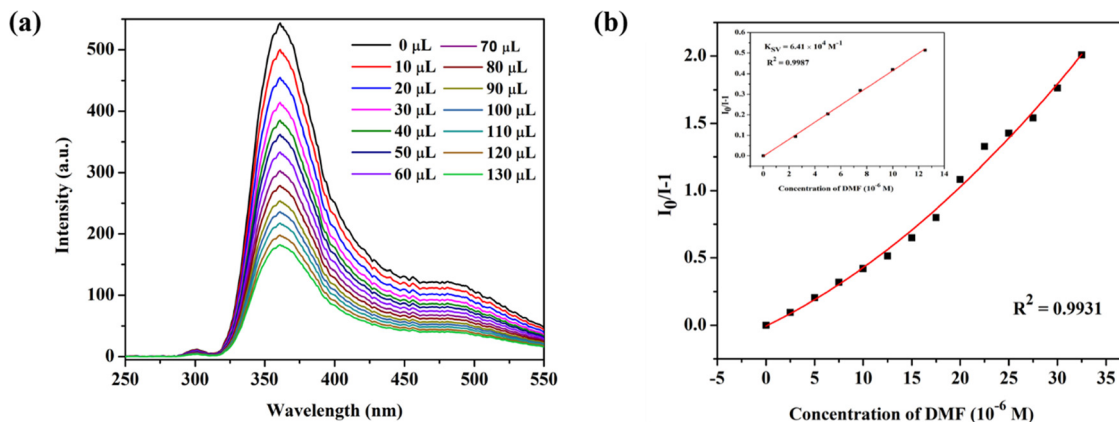 (a)
500
400
300
200
100
0
Intensity (a.u.)
0 µL 70 µL
10 µL 80 µL
20 µL 90 µL
30 µL 100 µL
40 µL 110 µL
50 µL 120 µL
60 µL 130 µL
250 300 350 400 450 500 550
Wavelength (nm)
(b)
2.0
1.5
1.0
0.5
0.0
I₀/I-1
0.6
0.5
0.4
0.3
0.2
0.1
0.0
I₀/I-1
K_SV = 6.41 × 10⁴ M⁻¹
R² = 0.9987
0 2 4 6 8 10 12 14
Concentration of DMF (10⁻⁶ M)
R² = 0.9931
-5 0 5 10 15 20 25 30 35
Concentration of DMF (10⁻⁶ M)